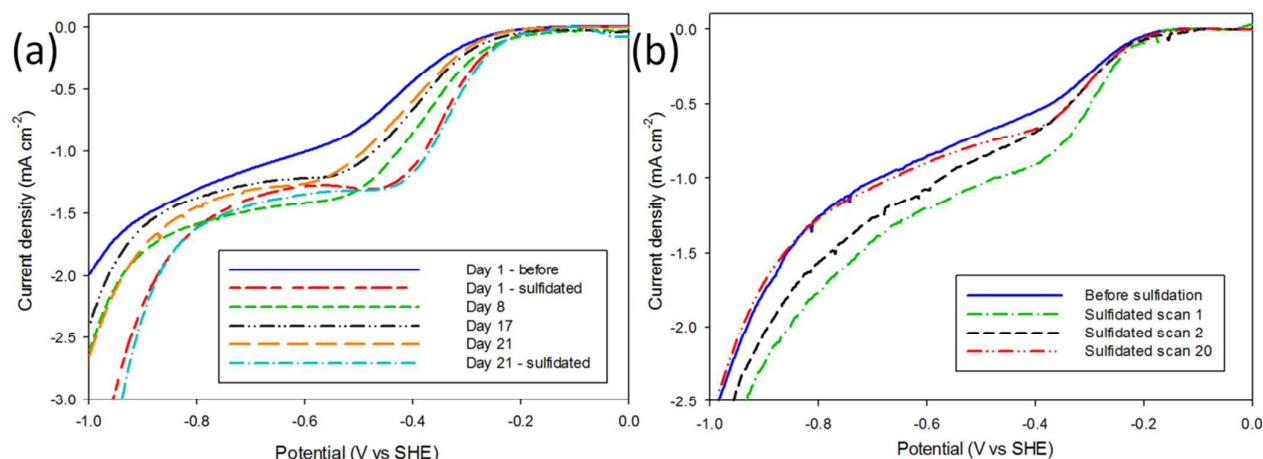 (a)
0.0
-0.5
-1.0
-1.5
-2.0
-2.5
-3.0
Current density (mA cm-2)
Day 1 - before
Day 1 - sulfidated
Day 8
Day 17
Day 21
Day 21 - sulfidated
-1.0 -0.8 -0.6 -0.4 -0.2 0.0
Potential (V vs SHE)
(b)
0.0
-0.5
-1.0
-1.5
-2.0
-2.5
Current density (mA cm-2)
Before sulfidation
Sulfidated scan 1
Sulfidated scan 2
Sulfidated scan 20
-1.0 -0.8 -0.6 -0.4 -0.2 0.0
Potential (V vs SHE)